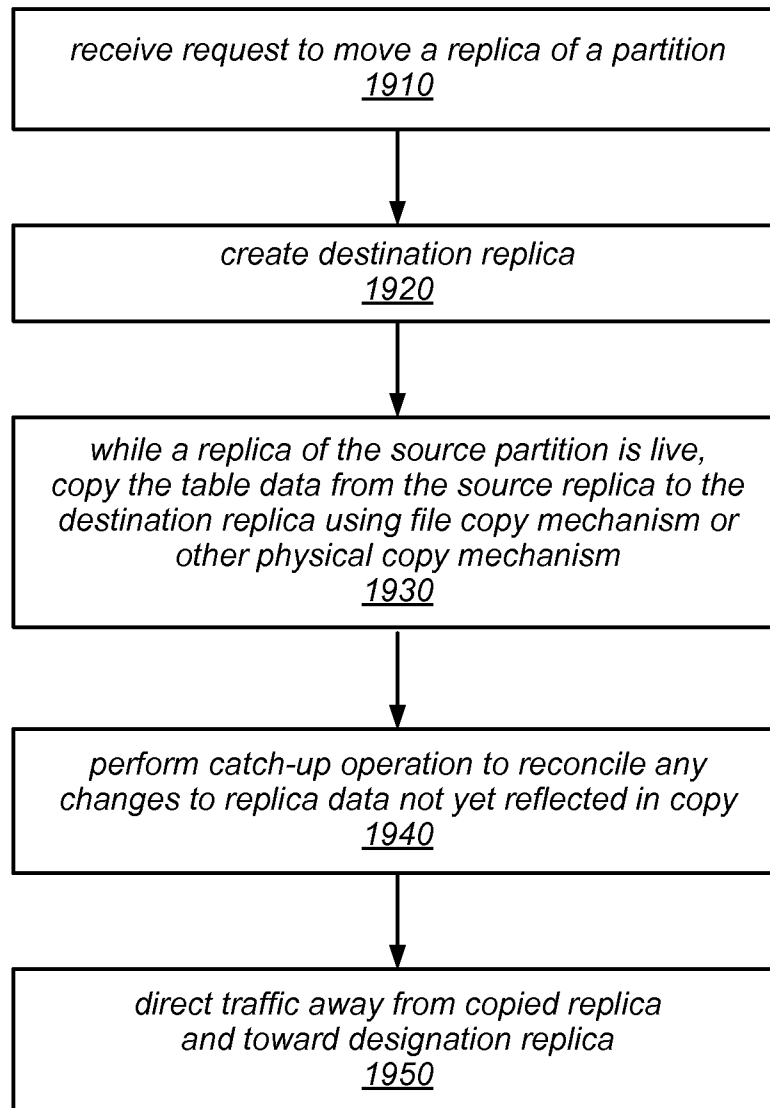 receive request to move a replica of a partition
1910
create destination replica
1920
while a replica of the source partition is live,
copy the table data from the source replica to the
destination replica using file copy mechanism or
other physical copy mechanism
1930
perform catch-up operation to reconcile any
changes to replica data not yet reflected in copy
1940
direct traffic away from copied replica
and toward designation replica
1950